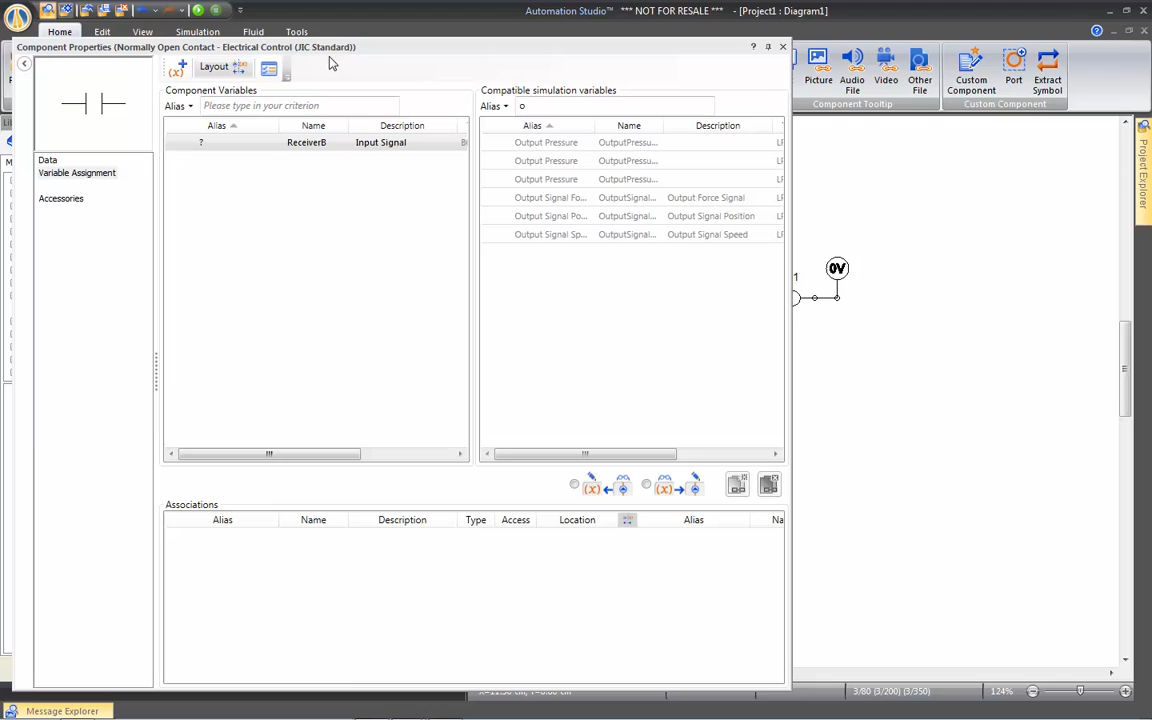 Automation Studio™ *** NOT FOR RESALE *** - [Project1 : Diagram1]
Home Edit View Simulation Fluid Tools
Component Properties (Normally Open Contact - Electrical Control (JIC Standard))
Layout
Picture Audio File Video Other File Custom Component Port Extract Symbol
Component Tooltip Custom Component
Component Variables Compatible simulation variables
Alias Please type in your criterion Alias o
Alias Name Description Alias Name Description
? ReceiverB Input Signal Output Pressure OutputPressu...
Output Pressure OutputPressu...
Output Pressure OutputPressu...
Output Signal Fo... OutputSignal... Output Force Signal
Output Signal Po... OutputSignal... Output Signal Position
Output Signal Sp... OutputSignal... Output Signal Speed
Data
Variable Assignment
Accessories
Project Explorer
1
0V
Associations
Alias Name Description Type Access Location Alias Na
3/80 (3/200) (3/350) 124%
Message Explorer